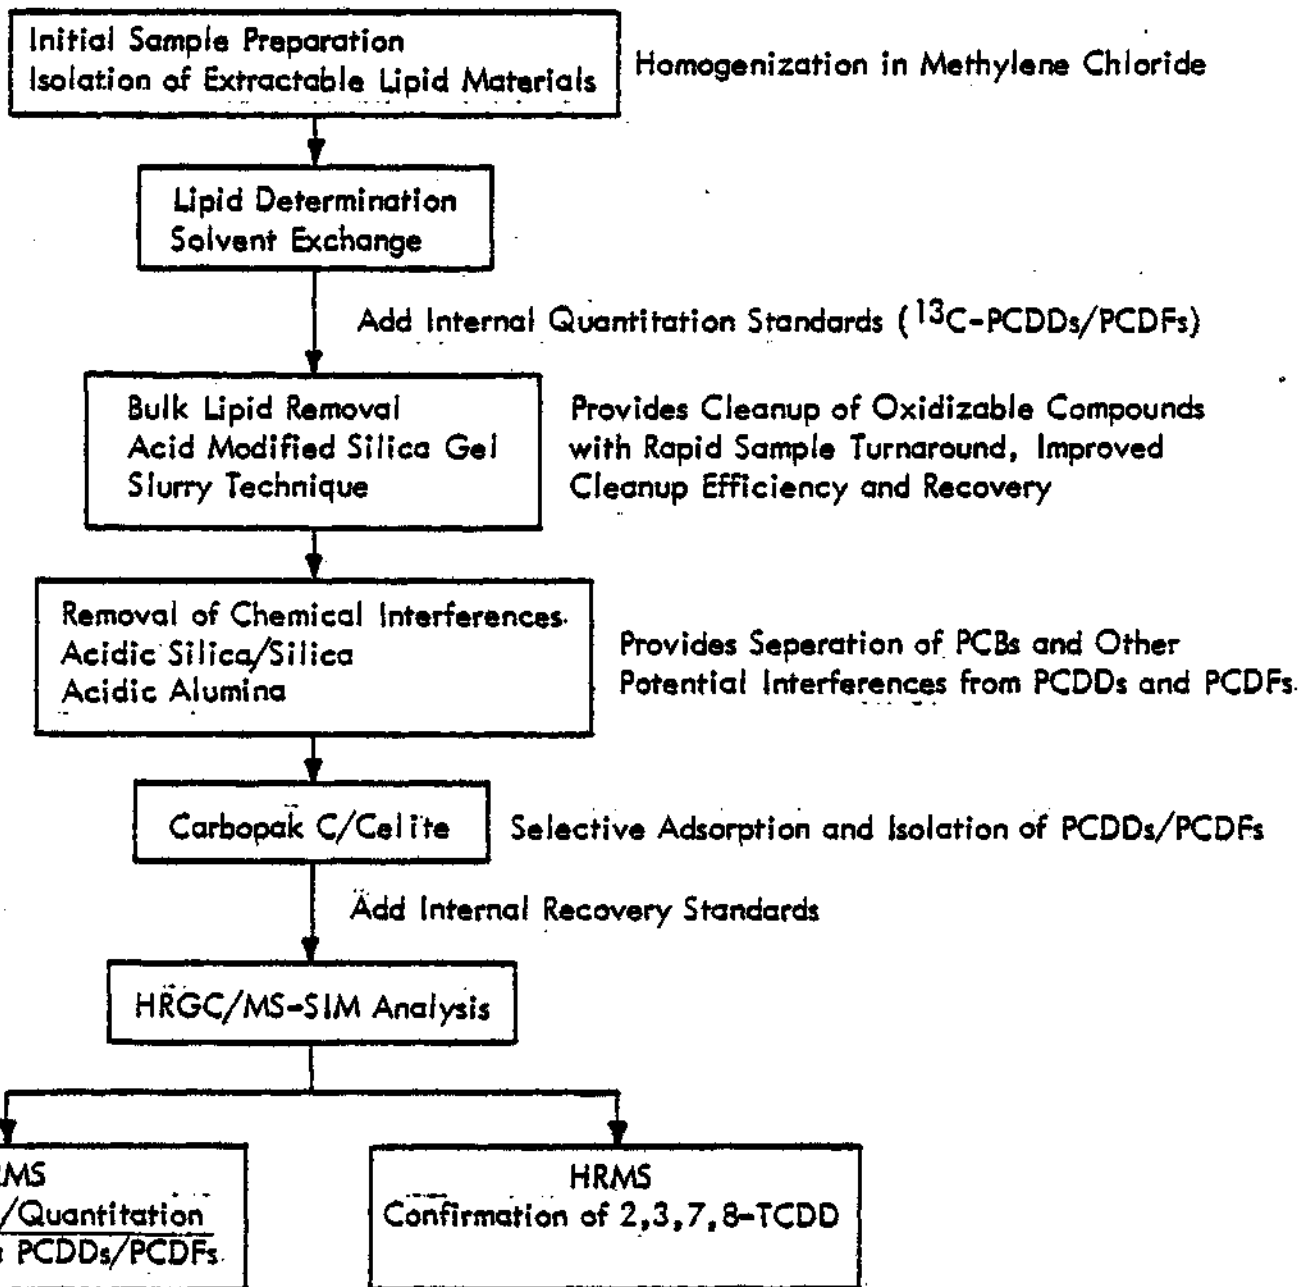 Initial Sample Preparation
Isolation of Extractable Lipid Materials
Homogenization in Methylene Chloride
Lipid Determination
Solvent Exchange
Add Internal Quantitation Standards (13C-PCDDs/PCDFs)
Bulk Lipid Removal
Acid Modified Silica Gel
Slurry Technique
Provides Cleanup of Oxidizable Compounds
with Rapid Sample Turnaround, Improved
Cleanup Efficiency and Recovery
Removal of Chemical Interferences
Acidic Silica/Silica
Acidic Alumina
Provides Seperation of PCBs and Other
Potential Interferences from PCDDs and PCDFs
Carbopak C/Celite
Selective Adsorption and Isolation of PCDDs/PCDFs
Add Internal Recovery Standards
HRGC/MS-SIM Analysis
/Quantitation
PCDDs/PCDFs
HRMS
Confirmation of 2,3,7,8-TCDD